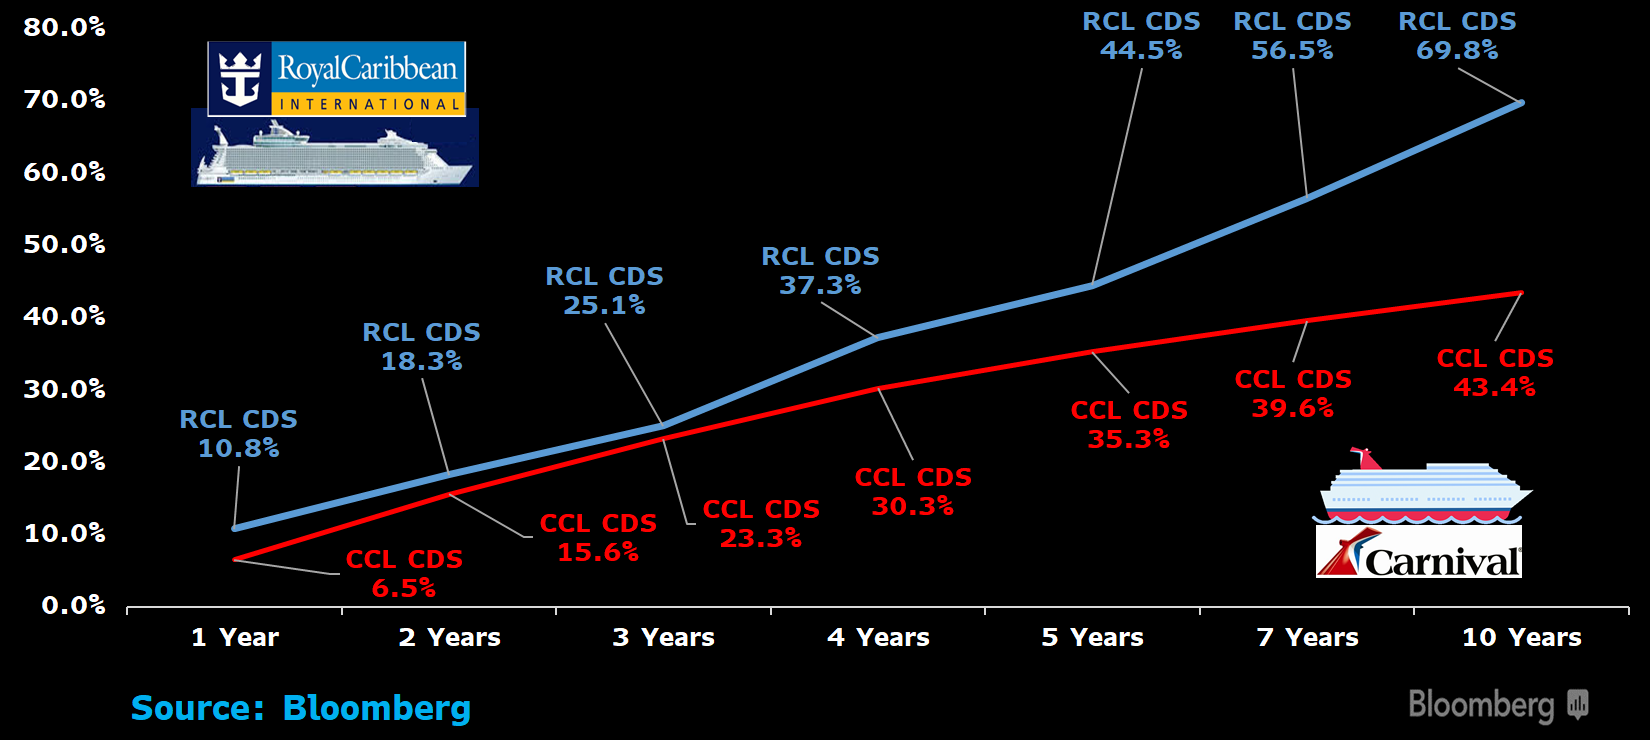 80.0%
70.0%
60.0%
50.0%
40.0%
30.0%
20.0%
10.0%
0.0%
RoyalCaribbean
INTERNATIONAL
RCL CDS
10.8%
RCL CDS
18.3%
RCL CDS
25.1%
RCL CDS
37.3%
RCL CDS
44.5%
RCL CDS
56.5%
RCL CDS
69.8%
CCL CDS
6.5%
CCL CDS
15.6%
CCL CDS
23.3%
CCL CDS
30.3%
CCL CDS
35.3%
CCL CDS
39.6%
CCL CDS
43.4%
Carnival
1 Year
2 Years
3 Years
4 Years
5 Years
7 Years
10 Years
Source: Bloomberg
Bloomberg